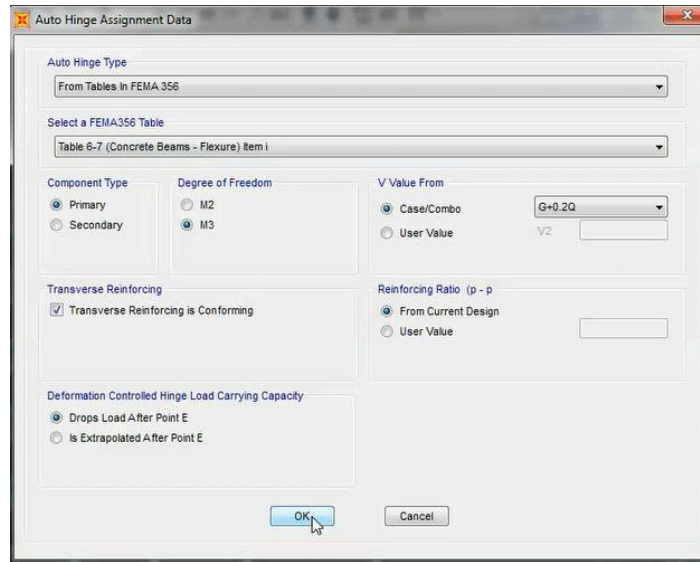 Auto Hinge Assignment Data
Auto Hinge Type
From Tables In FEMA 356
Select a FEMA356 Table
Table 6-7 (Concrete Beams - Flexure) Item i
Component Type
Primary
Secondary
Degree of Freedom
M2
M3
V Value From
Case/Combo
G+0.2Q
User Value
V2
Transverse Reinforcing
Transverse Reinforcing is Conforming
Reinforcing Ratio (p - p
From Current Design
User Value
Deformation Controlled Hinge Load Carrying Capacity
Drops Load After Point E
Is Extrapolated After Point E
OK
Cancel